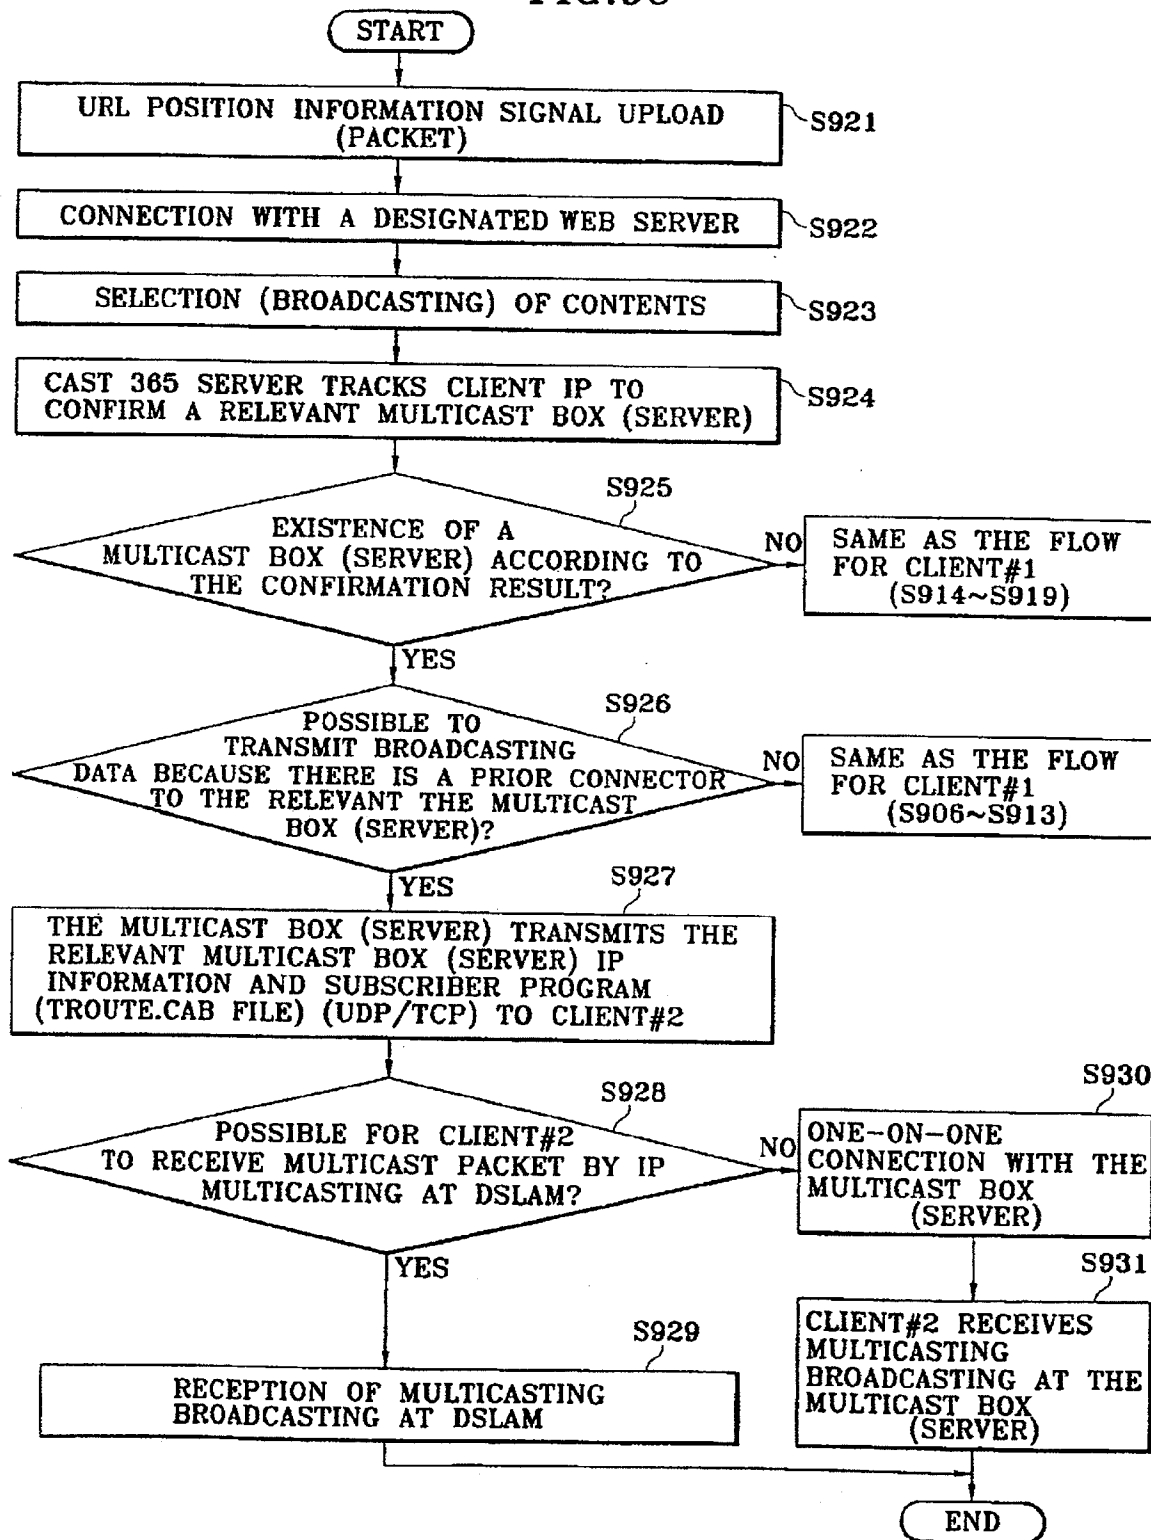 START
URL POSITION INFORMATION SIGNAL UPLOAD
(PACKET)
S921
CONNECTION WITH A DESIGNATED WEB SERVER
S922
SELECTION (BROADCASTING) OF CONTENTS
S923
CAST 365 SERVER TRACKS CLIENT IP TO
CONFIRM A RELEVANT MULTICAST BOX (SERVER)
S924
S925
EXISTENCE OF A
MULTICAST BOX (SERVER) ACCORDING TO
THE CONFIRMATION RESULT?
NO
SAME AS THE FLOW
FOR CLIENT#1
(S914~S919)
YES
S926
POSSIBLE TO
TRANSMIT BROADCASTING
DATA BECAUSE THERE IS A PRIOR CONNECTOR
TO THE RELEVANT THE MULTICAST
BOX (SERVER)?
NO
SAME AS THE FLOW
FOR CLIENT#1
(S906~S913)
YES
S927
THE MULTICAST BOX (SERVER) TRANSMITS THE
RELEVANT MULTICAST BOX (SERVER) IP
INFORMATION AND SUBSCRIBER PROGRAM
(TROUTE.CAB FILE) (UDP/TCP) TO CLIENT#2
S928
POSSIBLE FOR CLIENT#2
TO RECEIVE MULTICAST PACKET BY IP
MULTICASTING AT DSLAM?
NO
S930
ONE-ON-ONE
CONNECTION WITH THE
MULTICAST BOX
(SERVER)
YES
S931
CLIENT#2 RECEIVES
MULTICASTING
BROADCASTING AT THE
MULTICAST BOX
(SERVER)
S929
RECEPTION OF MULTICASTING
BROADCASTING AT DSLAM
END